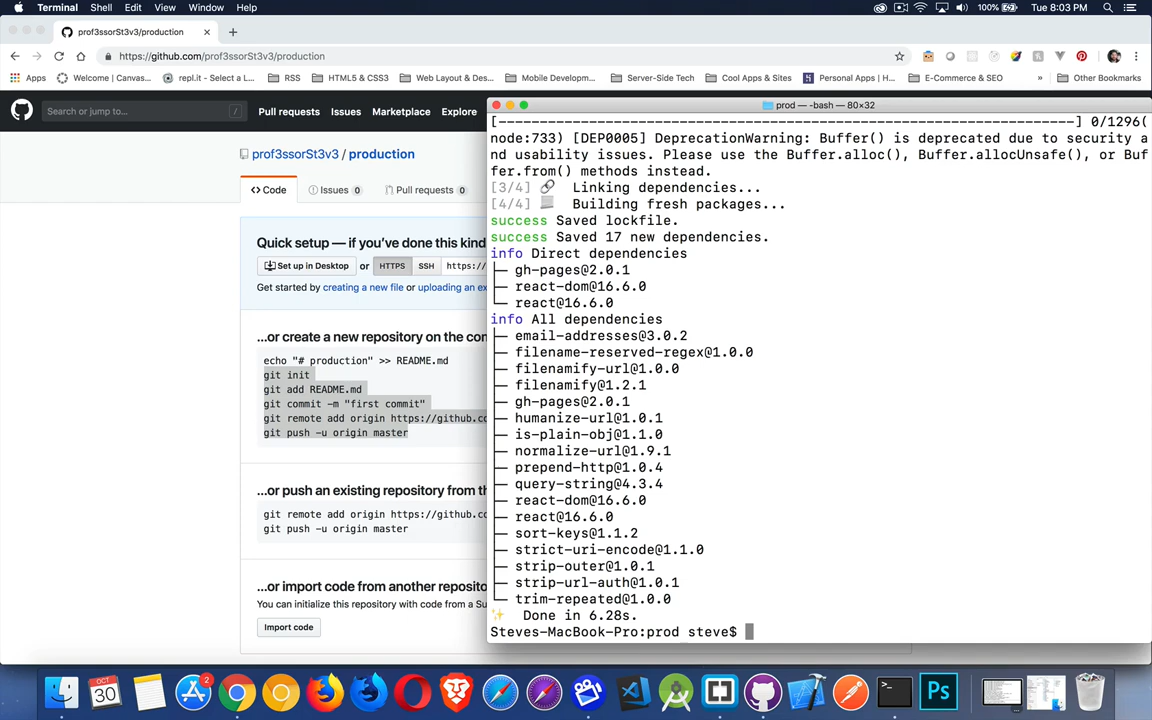 Terminal Shell Edit View Window Help
100% Tue 8:03 PM
prof3ssorSt3v3/production
https://github.com/prof3ssorSt3v3/production
Apps Welcome | Canvas... repl.it - Select a L... RSS HTML5 & CSS3 Web Layout & Des... Mobile Developm... Server-Side Tech Cool Apps & Sites Personal Apps | H... E-Commerce & SEO » Other Bookmarks
Search or jump to... / Pull requests Issues Marketplace Explore
prof3ssorSt3v3 / production
Code Issues 0 Pull requests 0
Quick setup — if you've done this kind
Set up in Desktop or HTTPS SSH https://
Get started by creating a new file or uploading an ex
...or create a new repository on the con
echo "# production" >> README.md
git init
git add README.md
git commit -m "first commit"
git remote add origin https://github.co
git push -u origin master
...or push an existing repository from th
git remote add origin https://github.co
git push -u origin master
...or import code from another reposito
You can initialize this repository with code from a Su
Import code
prod — -bash — 80×32
[----------------------------------------------------------------------] 0/1296(
node:733) [DEP0005] DeprecationWarning: Buffer() is deprecated due to security a
nd usability issues. Please use the Buffer.alloc(), Buffer.allocUnsafe(), or Buf
fer.from() methods instead.
[3/4] 🔗 Linking dependencies...
[4/4] 📃 Building fresh packages...
success Saved lockfile.
success Saved 17 new dependencies.
info Direct dependencies
├─ gh-pages@2.0.1
├─ react-dom@16.6.0
└─ react@16.6.0
info All dependencies
├─ email-addresses@3.0.2
├─ filename-reserved-regex@1.0.0
├─ filenamify-url@1.0.0
├─ filenamify@1.2.1
├─ gh-pages@2.0.1
├─ humanize-url@1.0.1
├─ is-plain-obj@1.1.0
├─ normalize-url@1.9.1
├─ prepend-http@1.0.4
├─ query-string@4.3.4
├─ react-dom@16.6.0
├─ react@16.6.0
├─ sort-keys@1.1.2
├─ strict-uri-encode@1.1.0
├─ strip-outer@1.0.1
├─ strip-url-auth@1.0.1
└─ trim-repeated@1.0.0
✨ Done in 6.28s.
Steves-MacBook-Pro:prod steve$
OCT 30
2
Ps